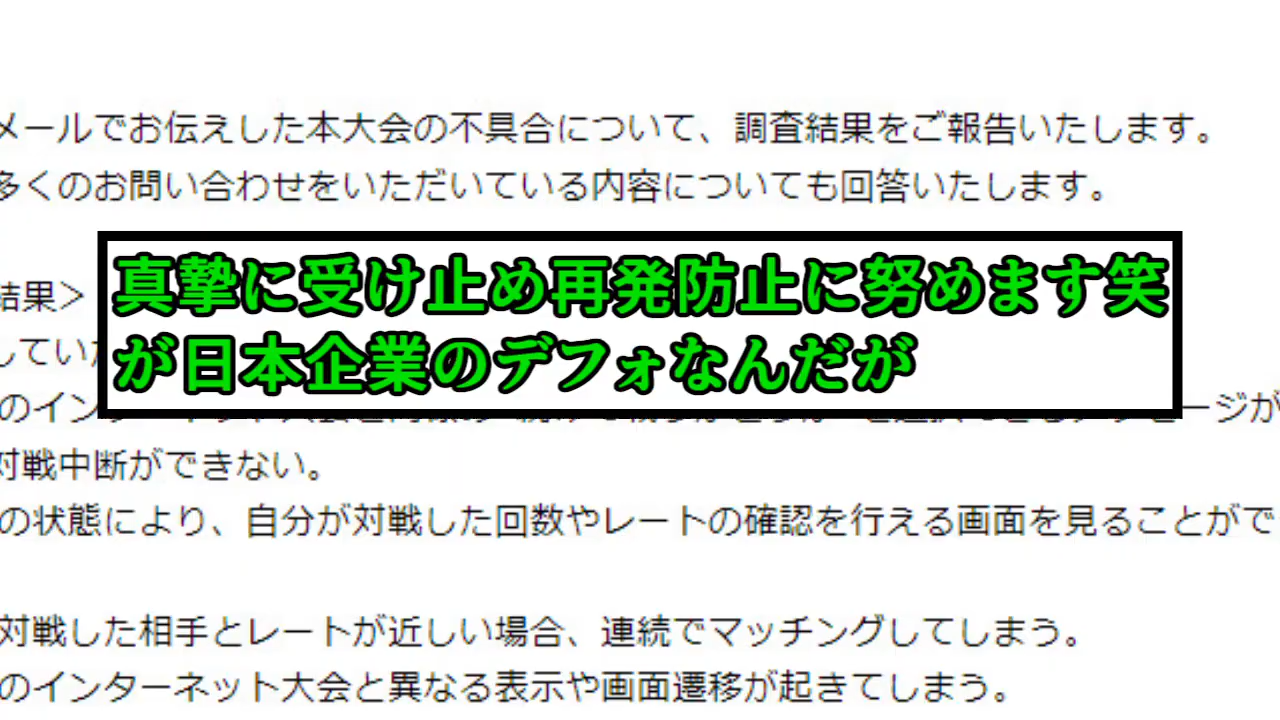 メールでお伝えした本大会の不具合について、調査結果をご報告いたします。
多くのお問い合わせをいただいている内容についても回答いたします。
結果＞
真摯に受け止め再発防止に努めます笑
が日本企業のデフォなんだが
していた
のイン
ージが
対戦中断ができない。
の状態により、自分が対戦した回数やレートの確認を行える画面を見ることがで
対戦した相手とレートが近しい場合、連続でマッチングしてしまう。
のインターネット大会と異なる表示や画面遷移が起きてしまう。